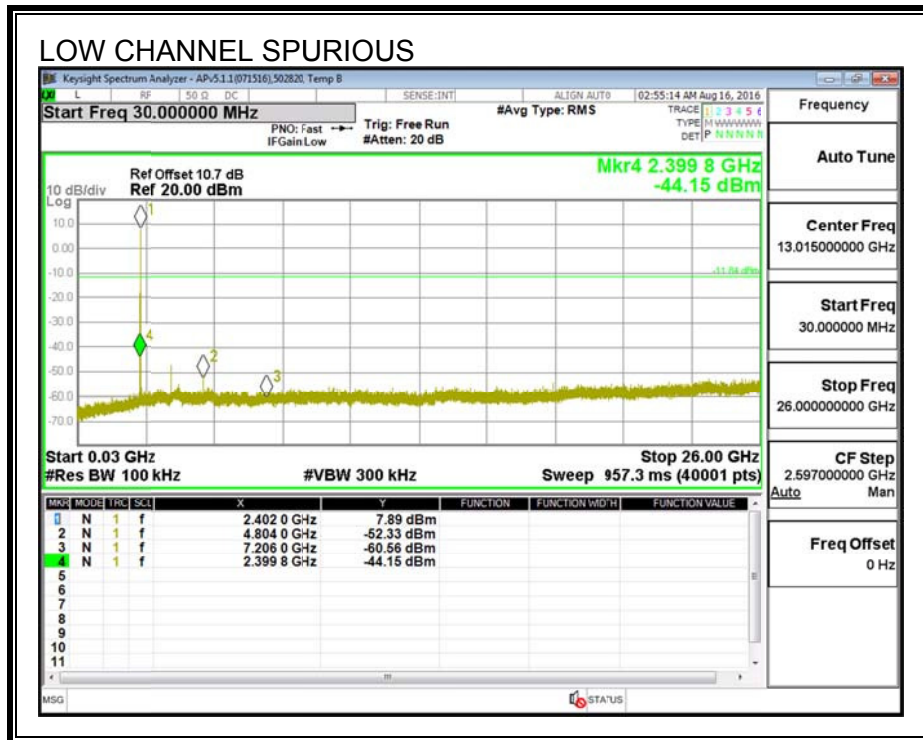 LOW CHANNEL SPURIOUS
Keysight Spectrum Analyzer - APv5.1.1(071516),502820, Temp B
L RF 50 Ω DC SENSE:INT ALIGN AUTO 02:55:14 AM Aug 16, 2016
Start Freq 30.000000 MHz
PNO: Fast
IFGain:Low
Trig: Free Run
#Atten: 20 dB
#Avg Type: RMS
TRACE 1 2 3 4 5 6
TYPE M WWWWW
DET P N N N N N
Frequency
Auto Tune
Center Freq
13.015000000 GHz
Start Freq
30.000000 MHz
Stop Freq
26.000000000 GHz
CF Step
2.597000000 GHz
Auto Man
Freq Offset
0 Hz
Mkr4 2.399 8 GHz
-44.15 dBm
Ref Offset 10.7 dB
10 dB/div Ref 20.00 dBm
Log
10.0
0.00
-10.0
-20.0
-30.0
-40.0
-50.0
-60.0
-70.0
1
-11.04 dBm
4
2
3
Start 0.03 GHz Stop 26.00 GHz
#Res BW 100 kHz #VBW 300 kHz Sweep 957.3 ms (40001 pts)
MKR MODE TRC SCL X Y FUNCTION FUNCTION WIDTH FUNCTION VALUE
1 N 1 f 2.402 0 GHz 7.89 dBm
2 N 1 f 4.804 0 GHz -52.33 dBm
3 N 1 f 7.206 0 GHz -60.56 dBm
4 N 1 f 2.399 8 GHz -44.15 dBm
5
6
7
8
9
10
11
MSG STATUS